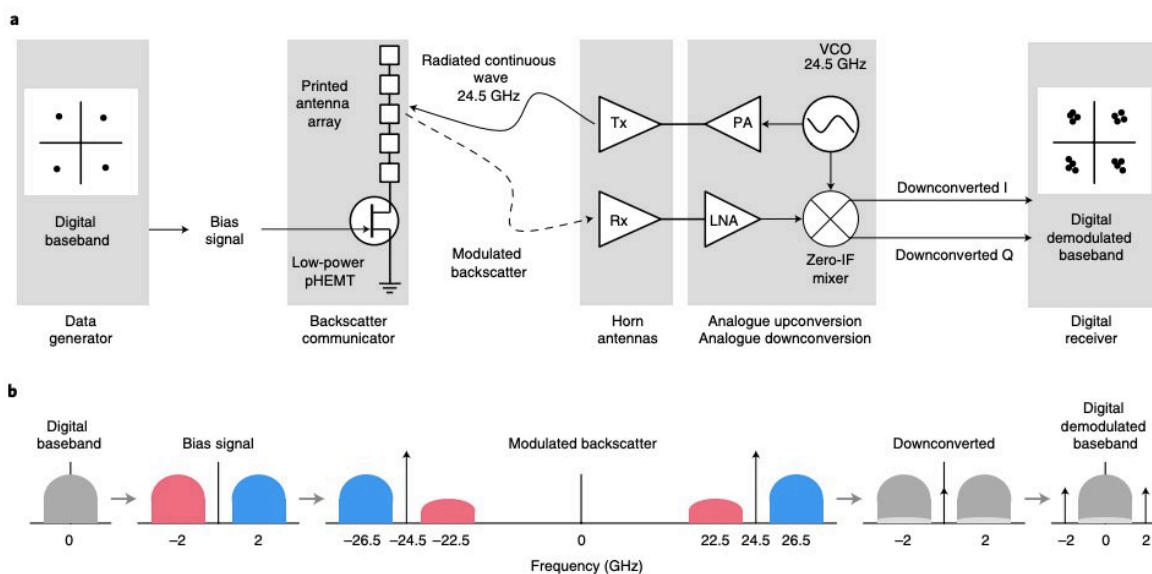 a
Digital
baseband
Data
generator
Bias
signal
Printed
antenna
array
Low-power
pHEMT
Backscatter
communicator
Radiated continuous
wave
24.5 GHz
Modulated
backscatter
Tx
Rx
Horn
antennas
VCO
24.5 GHz
PA
LNA
Zero-IF
mixer
Analogue upconversion
Analogue downconversion
Downconverted I
Downconverted Q
Digital
demodulated
baseband
Digital
receiver
b
Digital
baseband
0
Bias signal
−2 2
Modulated backscatter
−26.5 −24.5 −22.5 0 22.5 24.5 26.5
Downconverted
−2 2
Digital
demodulated
baseband
−2 0 2
Frequency (GHz)